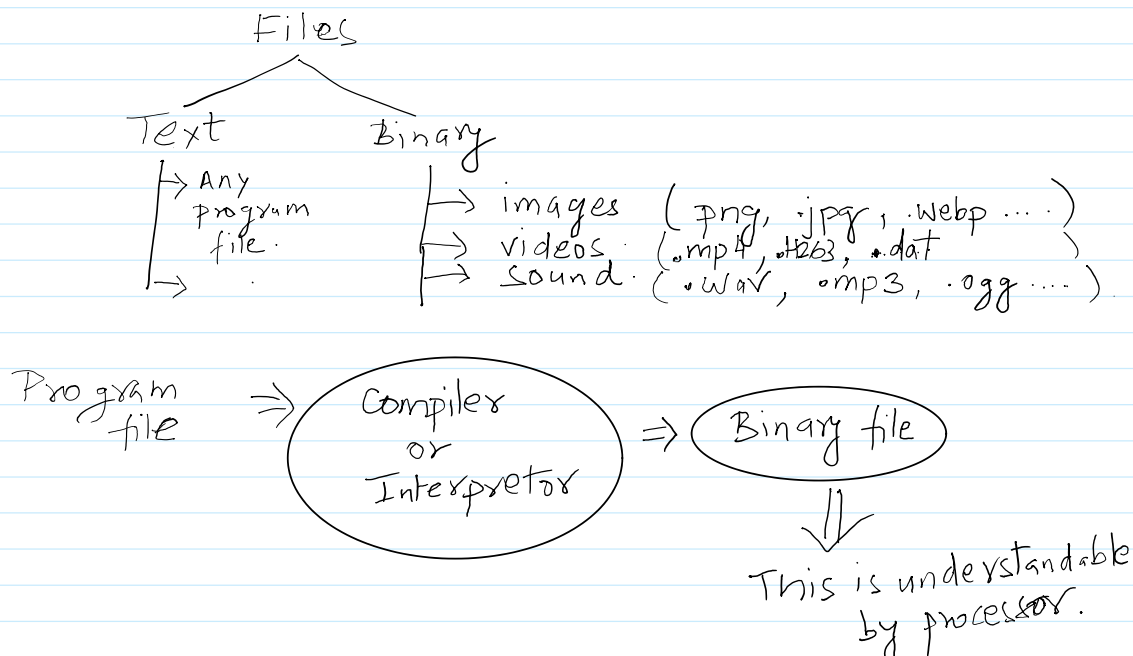 Files
Text
Binary
Any
program
file.
images (png, .jpg, .webp ....)
videos. (.mp4, .H263, .dat )
sound. (.wav, .mp3, .ogg ....).
Program
file
⇒
Compiler
or
Interpretor
⇒
Binary file
This is understandable
by processor.